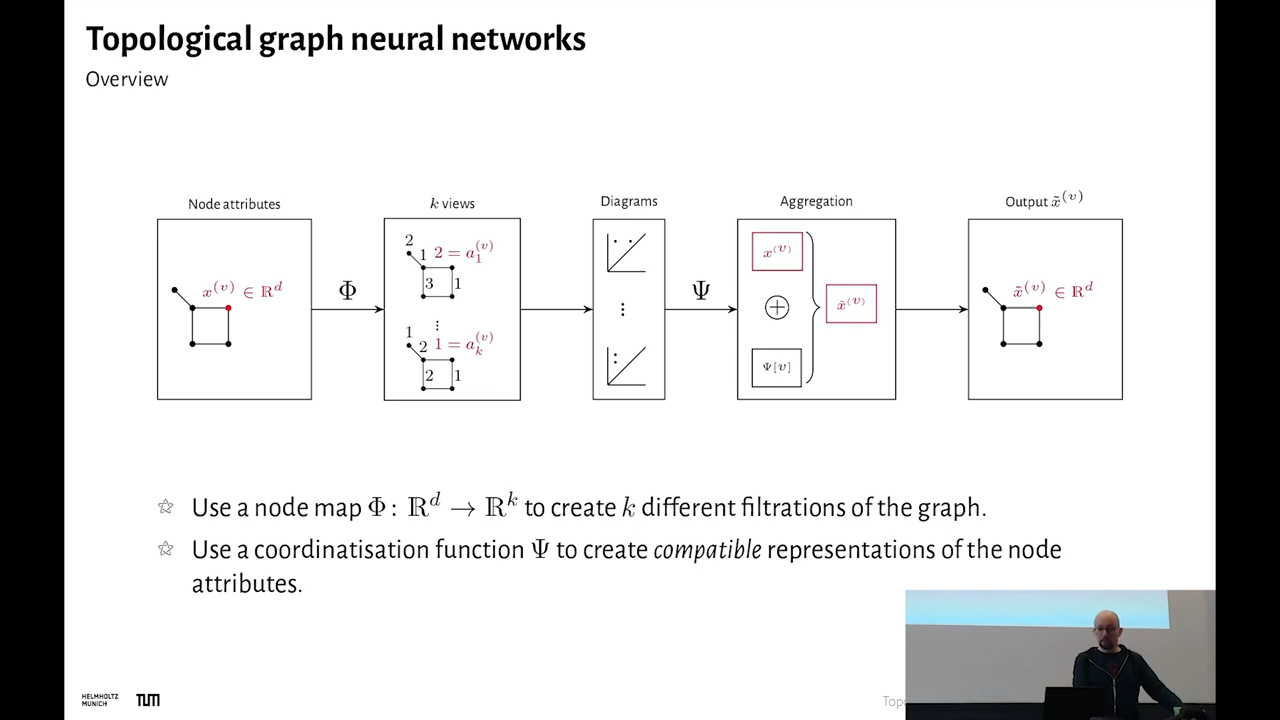 Topological graph neural networks
Overview
Node attributes
k views
Diagrams
Aggregation
Output x̃^(v)
x^(v) ∈ ℝ^d
Φ
2
1 2 = a_1^(v)
3 1
⋮
1
2 1 = a_k^(v)
2 1
⋮
Ψ
x^(v)
⊕
Ψ[v]
x̃^(v)
x̃^(v) ∈ ℝ^d
☆ Use a node map Φ: ℝ^d → ℝ^k to create k different filtrations of the graph.
☆ Use a coordinatisation function Ψ to create compatible representations of the node
attributes.
HELMHOLTZ
MUNICH
TUM